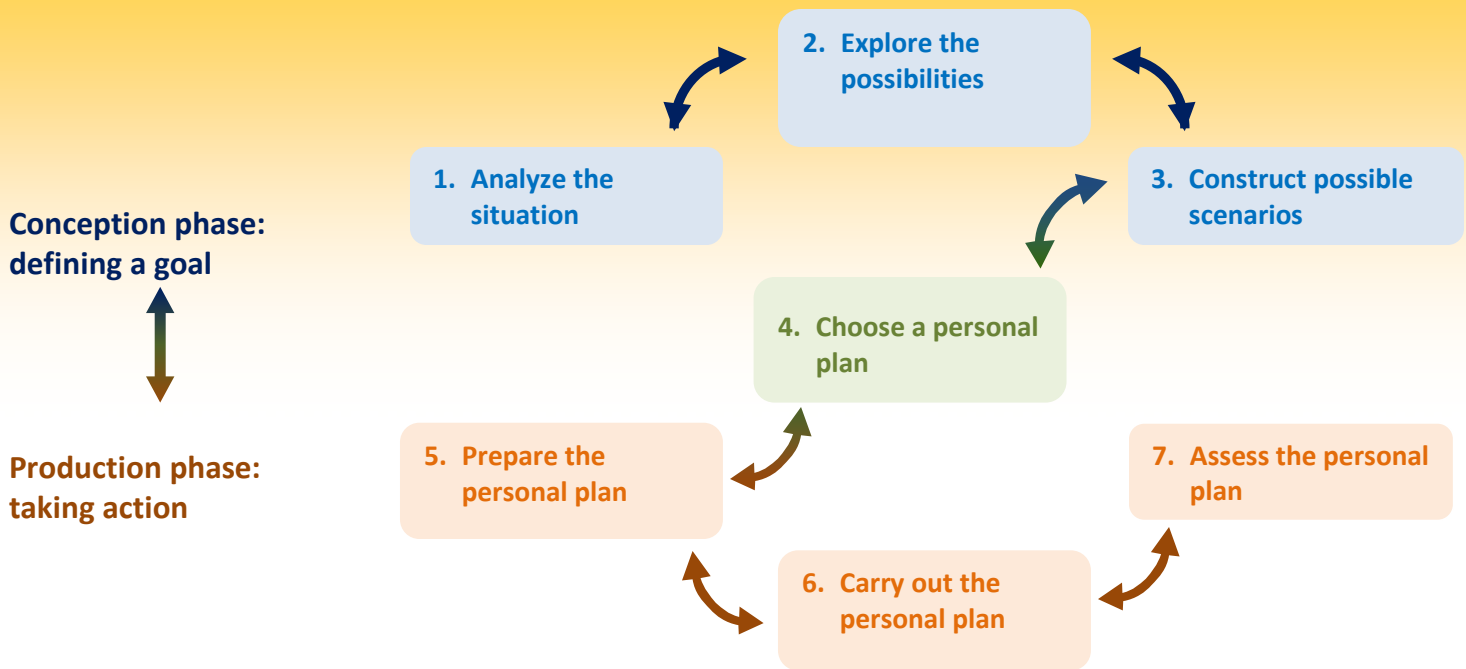 2. Explore the
possibilities
1. Analyze the
situation
3. Construct possible
scenarios
Conception phase:
defining a goal
4. Choose a personal
plan
Production phase:
taking action
5. Prepare the
personal plan
7. Assess the personal
plan
6. Carry out the
personal plan